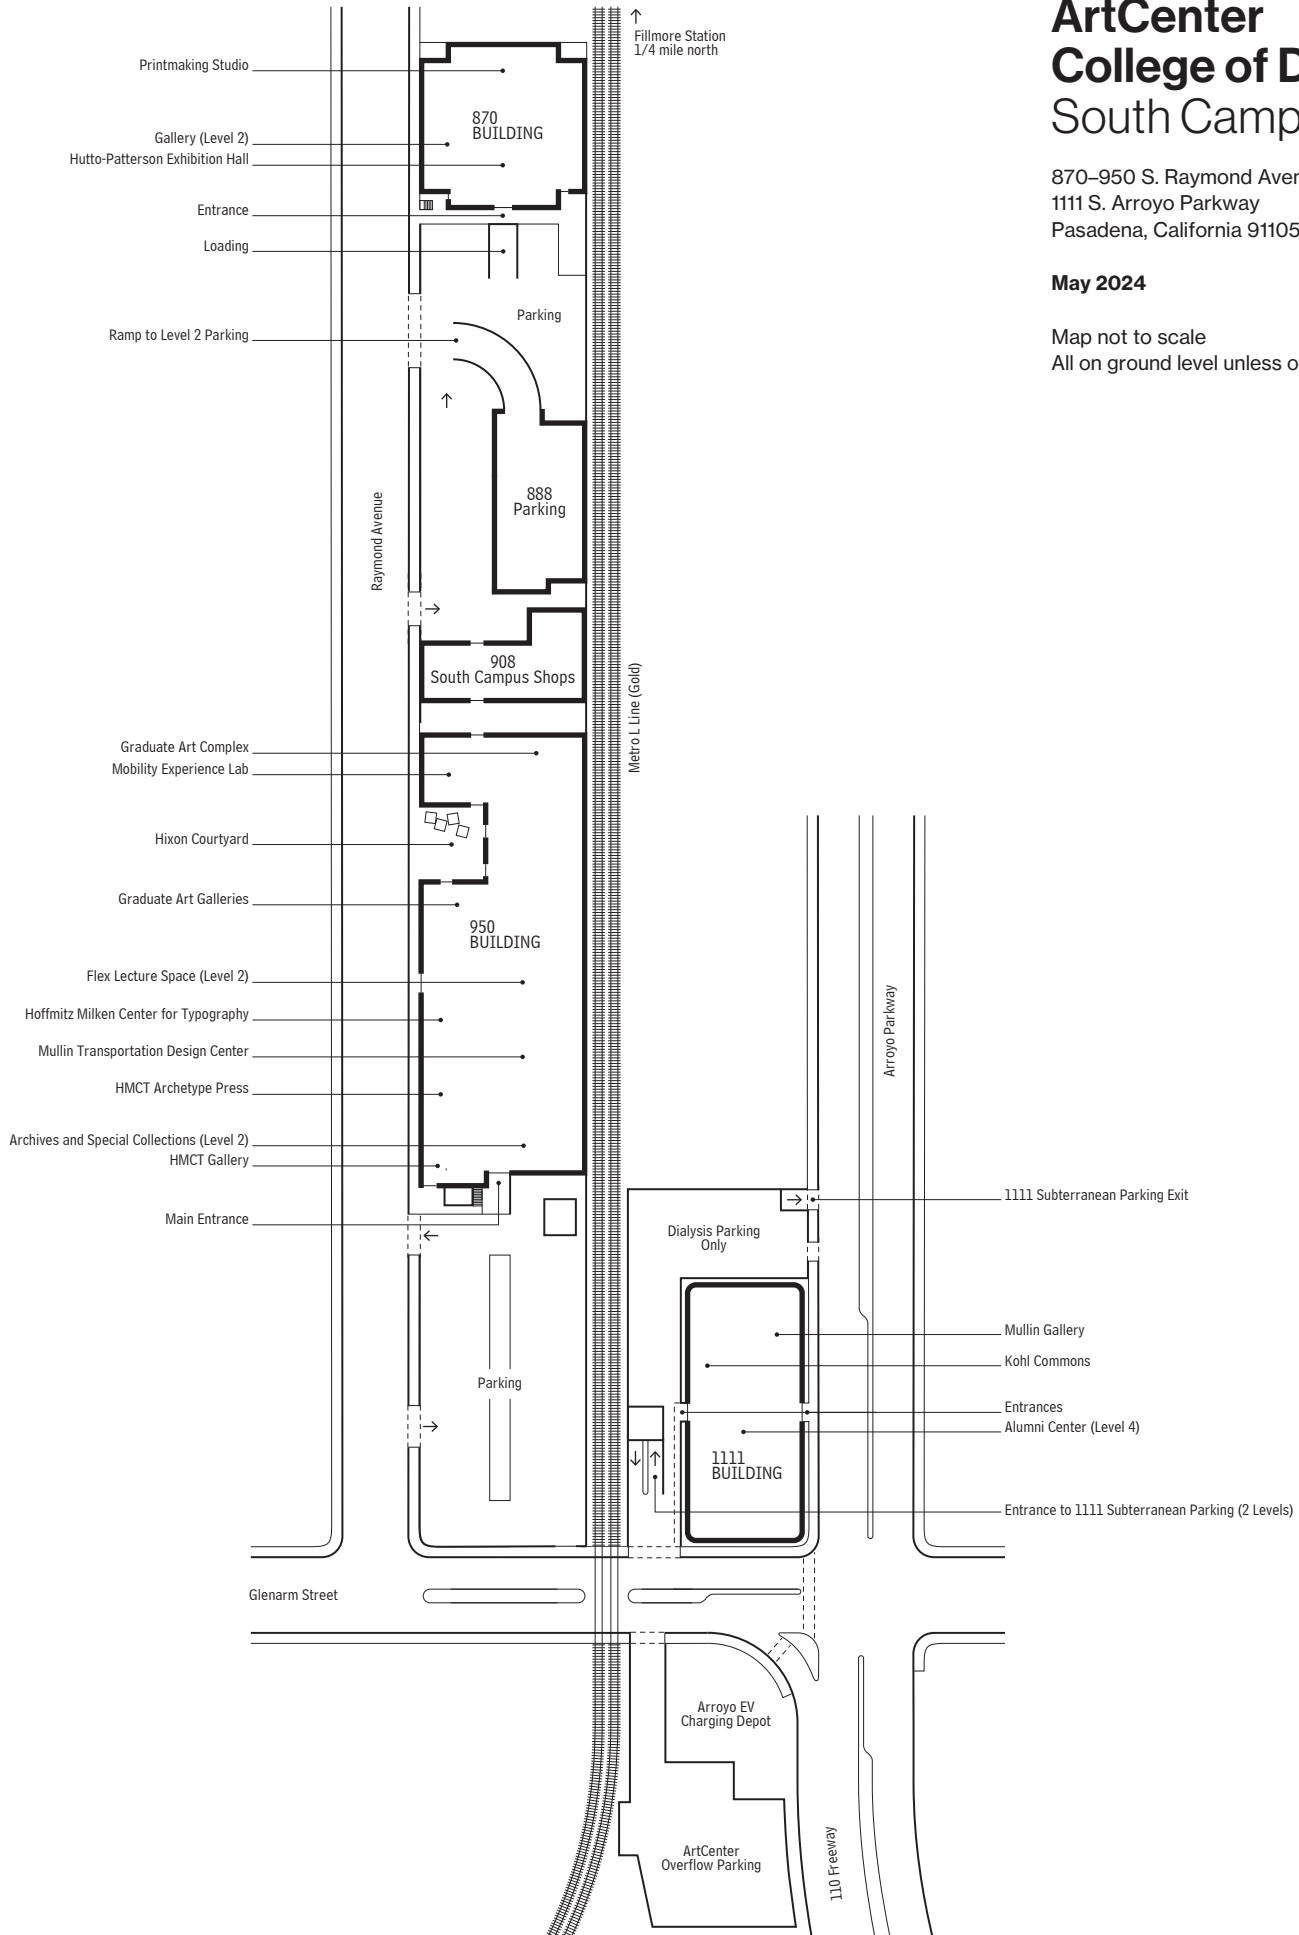 ArtCenter
College of
South
870–950 S. Raymond
1111 S. Arroyo Parkway
Pasadena, California 91105
May 2024
Map not to scale
All on ground level unless
Fillmore Station
1/4 mile north
Printmaking Studio
870
BUILDING
Gallery (Level 2)
Hutto-Patterson Exhibition Hall
Entrance
Loading
Parking
Ramp to Level 2 Parking
888
Parking
Raymond Avenue
908
South Campus Shops
Metro L Line (Gold)
Graduate Art Complex
Mobility Experience Lab
Hixon Courtyard
Graduate Art Galleries
950
BUILDING
Flex Lecture Space (Level 2)
Hoffmitz Milken Center for Typography
Mullin Transportation Design Center
HMCT Archetype Press
Archives and Special Collections (Level 2)
HMCT Gallery
Main Entrance
Parking
Arroyo Parkway
1111 Subterranean Parking Exit
Dialysis Parking
Only
Mullin Gallery
Kohl Commons
Entrances
Alumni Center (Level 4)
1111
BUILDING
Entrance to 1111 Subterranean Parking (2 Levels)
Glenarm Street
Arroyo EV
Charging Depot
ArtCenter
Overflow Parking
110 Freeway